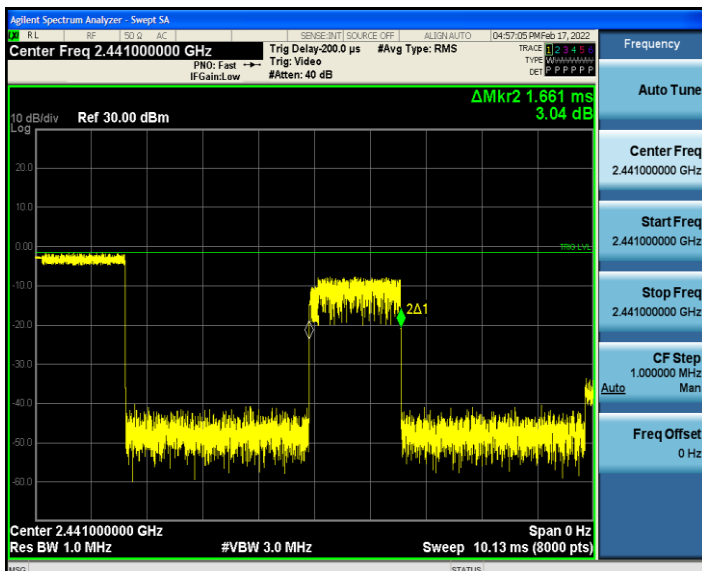 Agilent Spectrum Analyzer - Swept SA
RL RF 50 Ω AC SENSE:INT SOURCE OFF ALIGN AUTO 04:57:05 PM Feb 17, 2022
Center Freq 2.441000000 GHz
PNO: Fast
IFGain:Low
Trig Delay-200.0 µs
Trig: Video
#Atten: 40 dB
#Avg Type: RMS
TRACE 1 2 3 4 5 6
TYPE
DET P P P P P P
ΔMkr2 1.661 ms
3.04 dB
10 dB/div Ref 30.00 dBm
Log
20.0
10.0
0.00
TRIG LVL
-10.0
2Δ1
-20.0
-30.0
-40.0
-50.0
-60.0
Center 2.441000000 GHz Span 0 Hz
Res BW 1.0 MHz #VBW 3.0 MHz Sweep 10.13 ms (8000 pts)
MSG STATUS
Frequency
Auto Tune
Center Freq
2.441000000 GHz
Start Freq
2.441000000 GHz
Stop Freq
2.441000000 GHz
CF Step
1.000000 MHz
Auto Man
Freq Offset
0 Hz